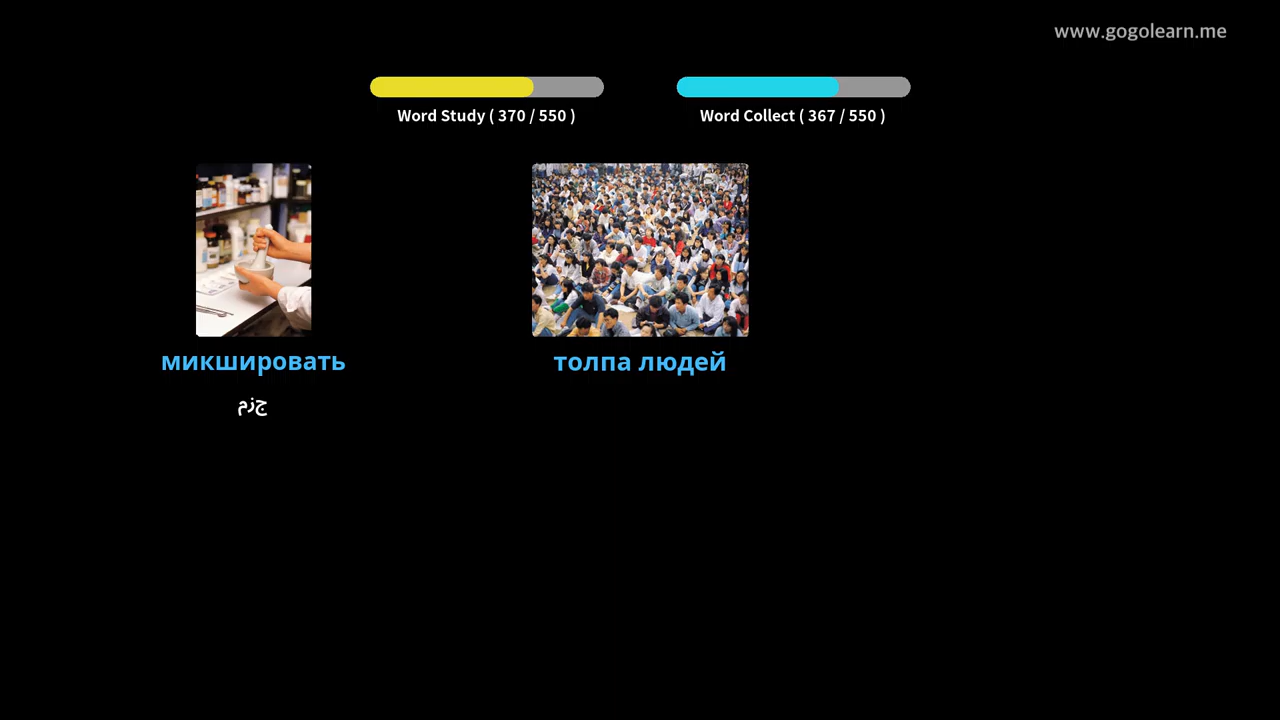 www.gogolearn.me
Word Study ( 370 / 550 )
Word Collect ( 367 / 550 )
микшировать
толпа людей
جزم